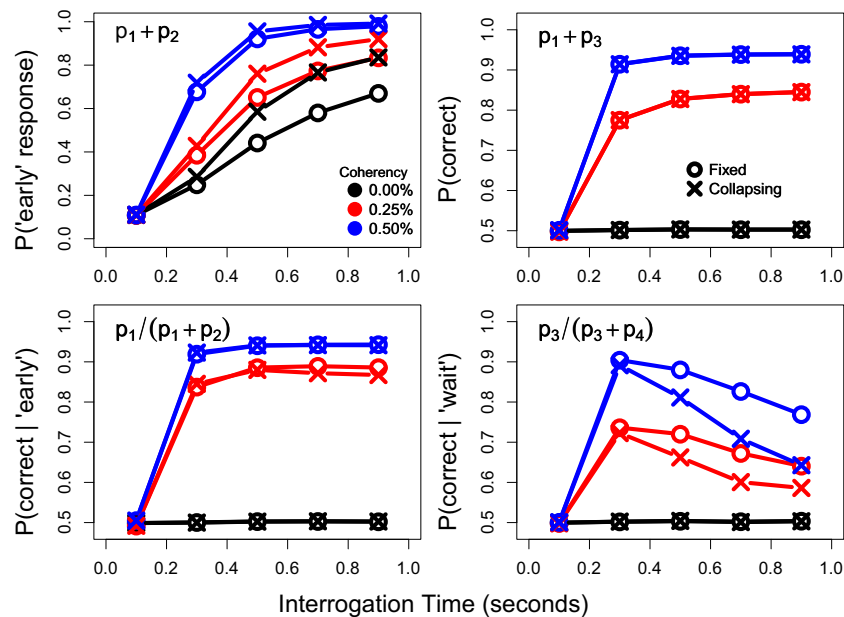 p1+p2
P('early' response)
0.0 0.2 0.4 0.6 0.8 1.0
Coherency
0.00%
0.25%
0.50%
0.0 0.2 0.4 0.6 0.8 1.0
p1+p3
P(correct)
0.5 0.6 0.7 0.8 0.9 1.0
Fixed
Collapsing
0.0 0.2 0.4 0.6 0.8 1.0
p1/(p1+p2)
P(correct | 'early')
0.5 0.6 0.7 0.8 0.9 1.0
0.0 0.2 0.4 0.6 0.8 1.0
p3/(p3+p4)
P(correct | 'wait')
0.5 0.6 0.7 0.8 0.9 1.0
0.0 0.2 0.4 0.6 0.8 1.0
Interrogation Time (seconds)